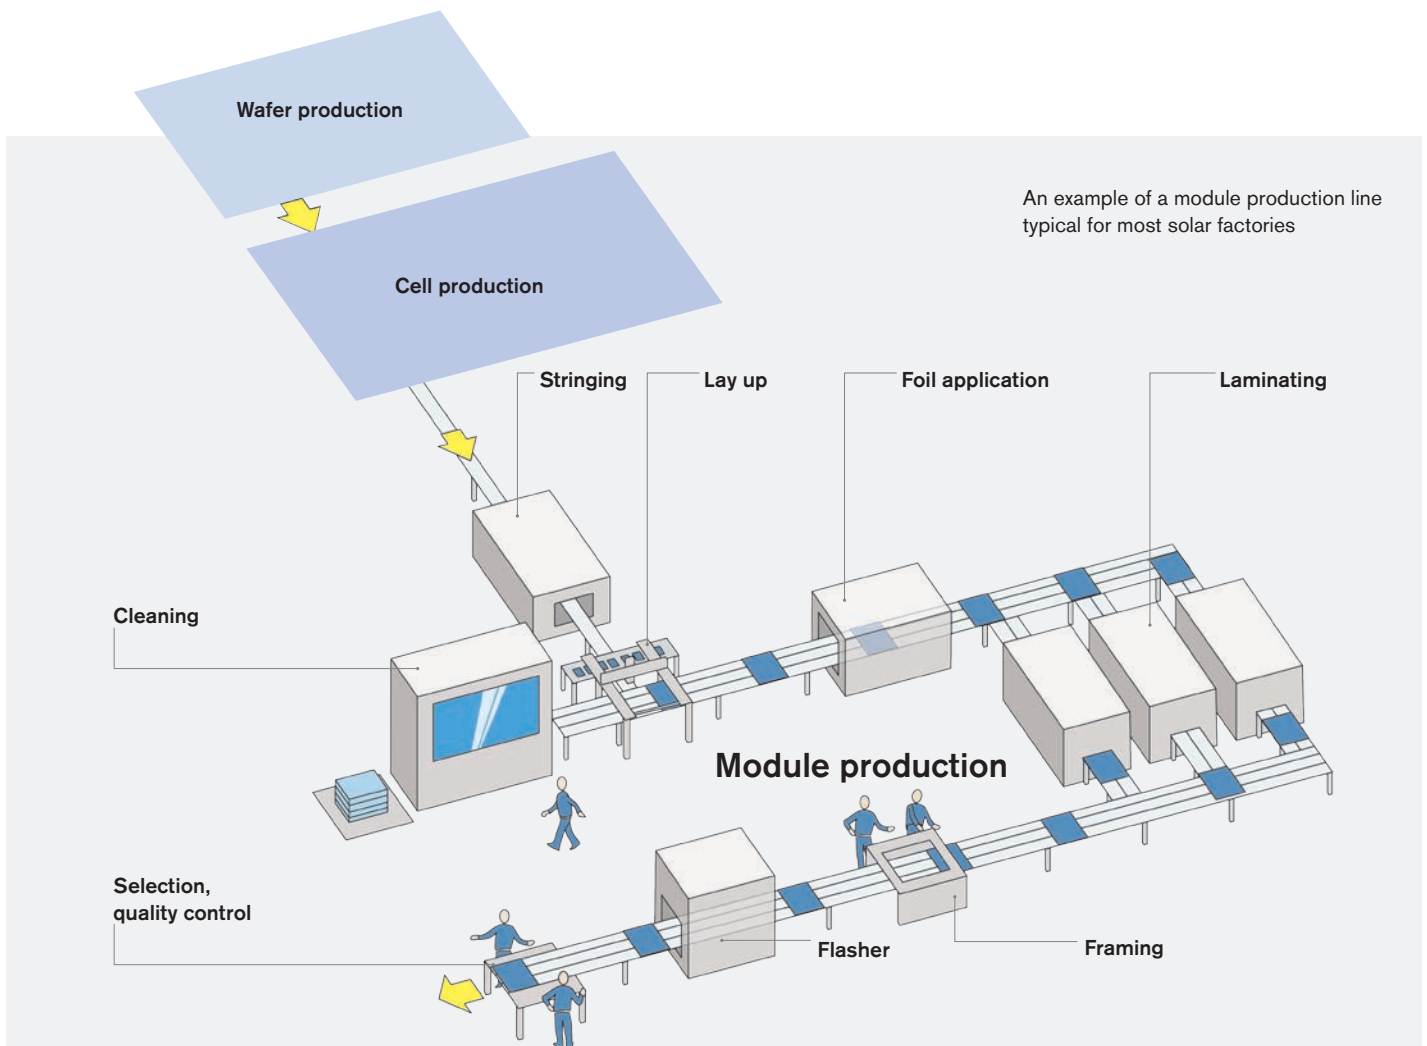 Wafer production
An example of a module production line
typical for most solar factories
Cell production
Stringing
Lay up
Foil application
Laminating
Cleaning
Module production
Selection,
quality control
Flasher
Framing